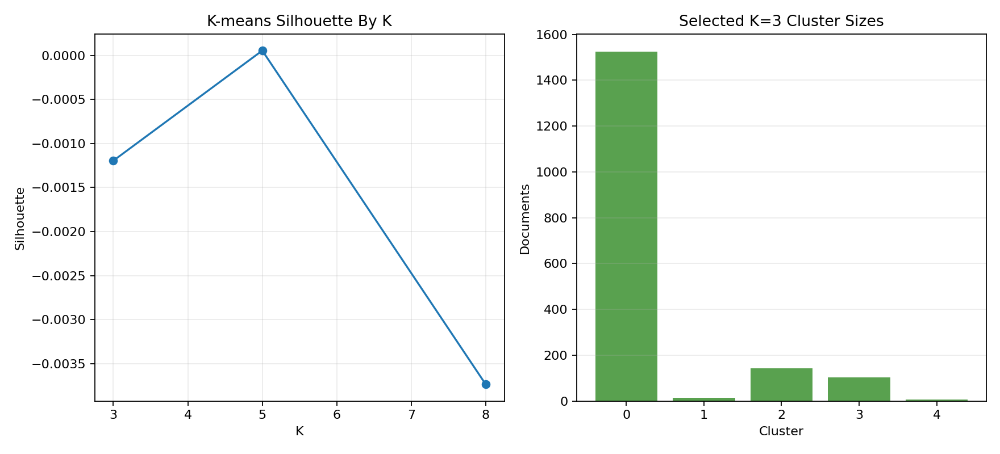 K-means Silhouette By K
0.0000
−0.0005
−0.0010
−0.0015
−0.0020
−0.0025
−0.0030
−0.0035
Silhouette
3 4 5 6 7 8
K
Selected K=3 Cluster Sizes
1600
1400
1200
1000
800
600
400
200
0
Documents
0 1 2 3 4
Cluster